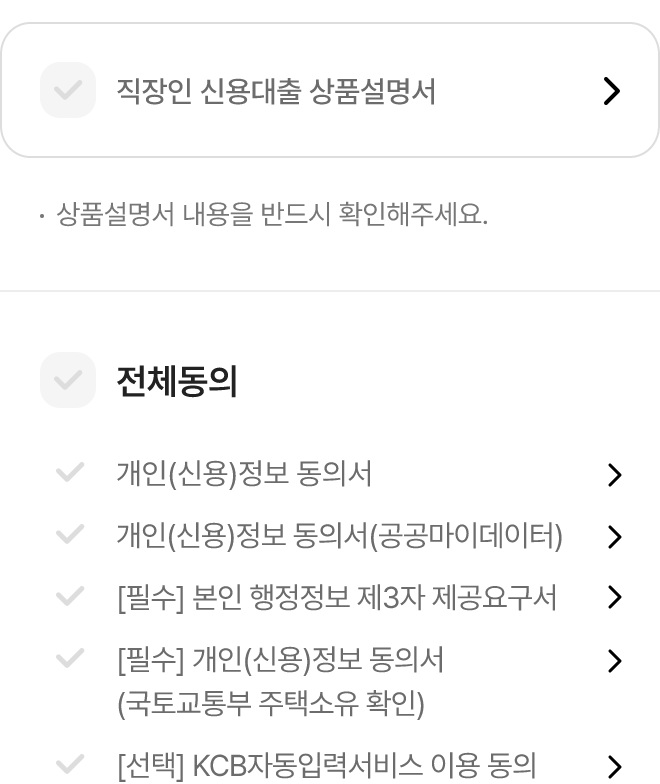 직장인 신용대출 상품설명서
· 상품설명서 내용을 반드시 확인해주세요.
전체동의
개인(신용)정보 동의서
개인(신용)정보 동의서(공공마이데이터)
[필수] 본인 행정정보 제3자 제공요구서
[필수] 개인(신용)정보 동의서
(국토교통부 주택소유 확인)
[선택] KCB자동입력서비스 이용 동의